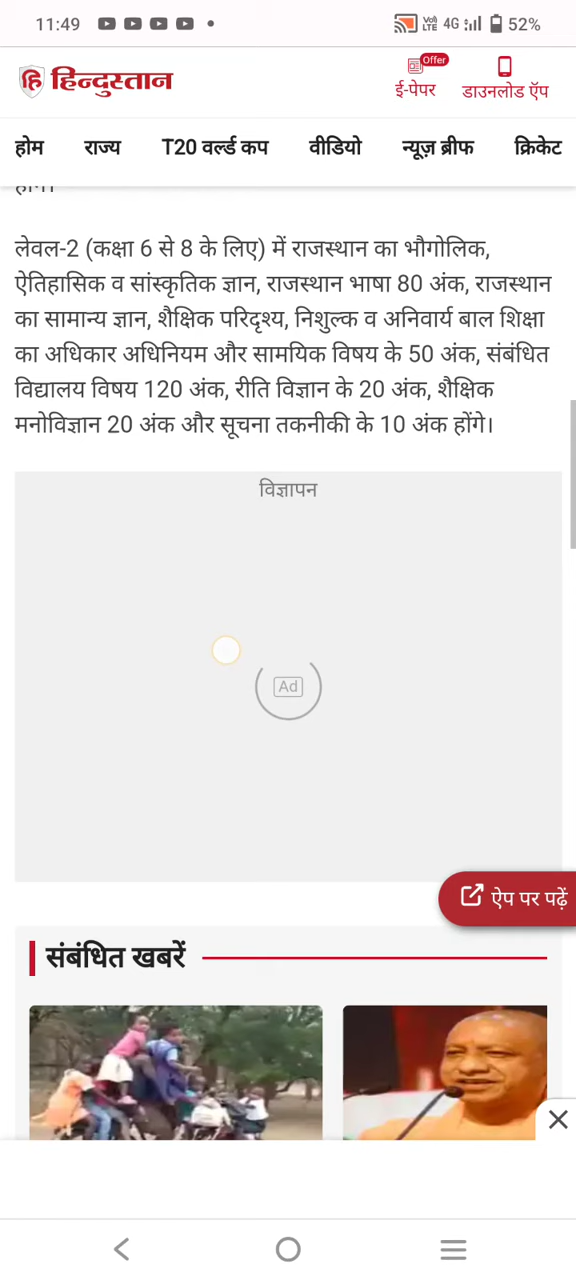 11:49
4G 52%
हिन्दुस्तान
Offer
ई-पेपर
डाउनलोड ऍप
होम राज्य T20 वर्ल्ड कप वीडियो न्यूज़ ब्रीफ क्रिकेट
लेवल-2 (कक्षा 6 से 8 के लिए) में राजस्थान का भौगोलिक,
ऐतिहासिक व सांस्कृतिक ज्ञान, राजस्थान भाषा 80 अंक, राजस्थान
का सामान्य ज्ञान, शैक्षिक परिदृश्य, निशुल्क व अनिवार्य बाल शिक्षा
का अधिकार अधिनियम और सामयिक विषय के 50 अंक, संबंधित
विद्यालय विषय 120 अंक, रीति विज्ञान के 20 अंक, शैक्षिक
मनोविज्ञान 20 अंक और सूचना तकनीकी के 10 अंक होंगे।
विज्ञापन
Ad
ऐप पर पढ़ें
संबंधित खबरें